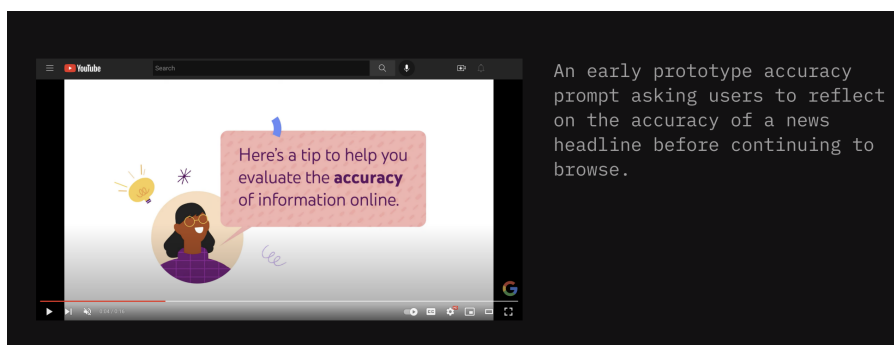 YouTube
Search
Here's a tip to help you
evaluate the accuracy
of information online.
An early prototype accuracy
prompt asking users to reflect
on the accuracy of a news
headline before continuing to
browse.